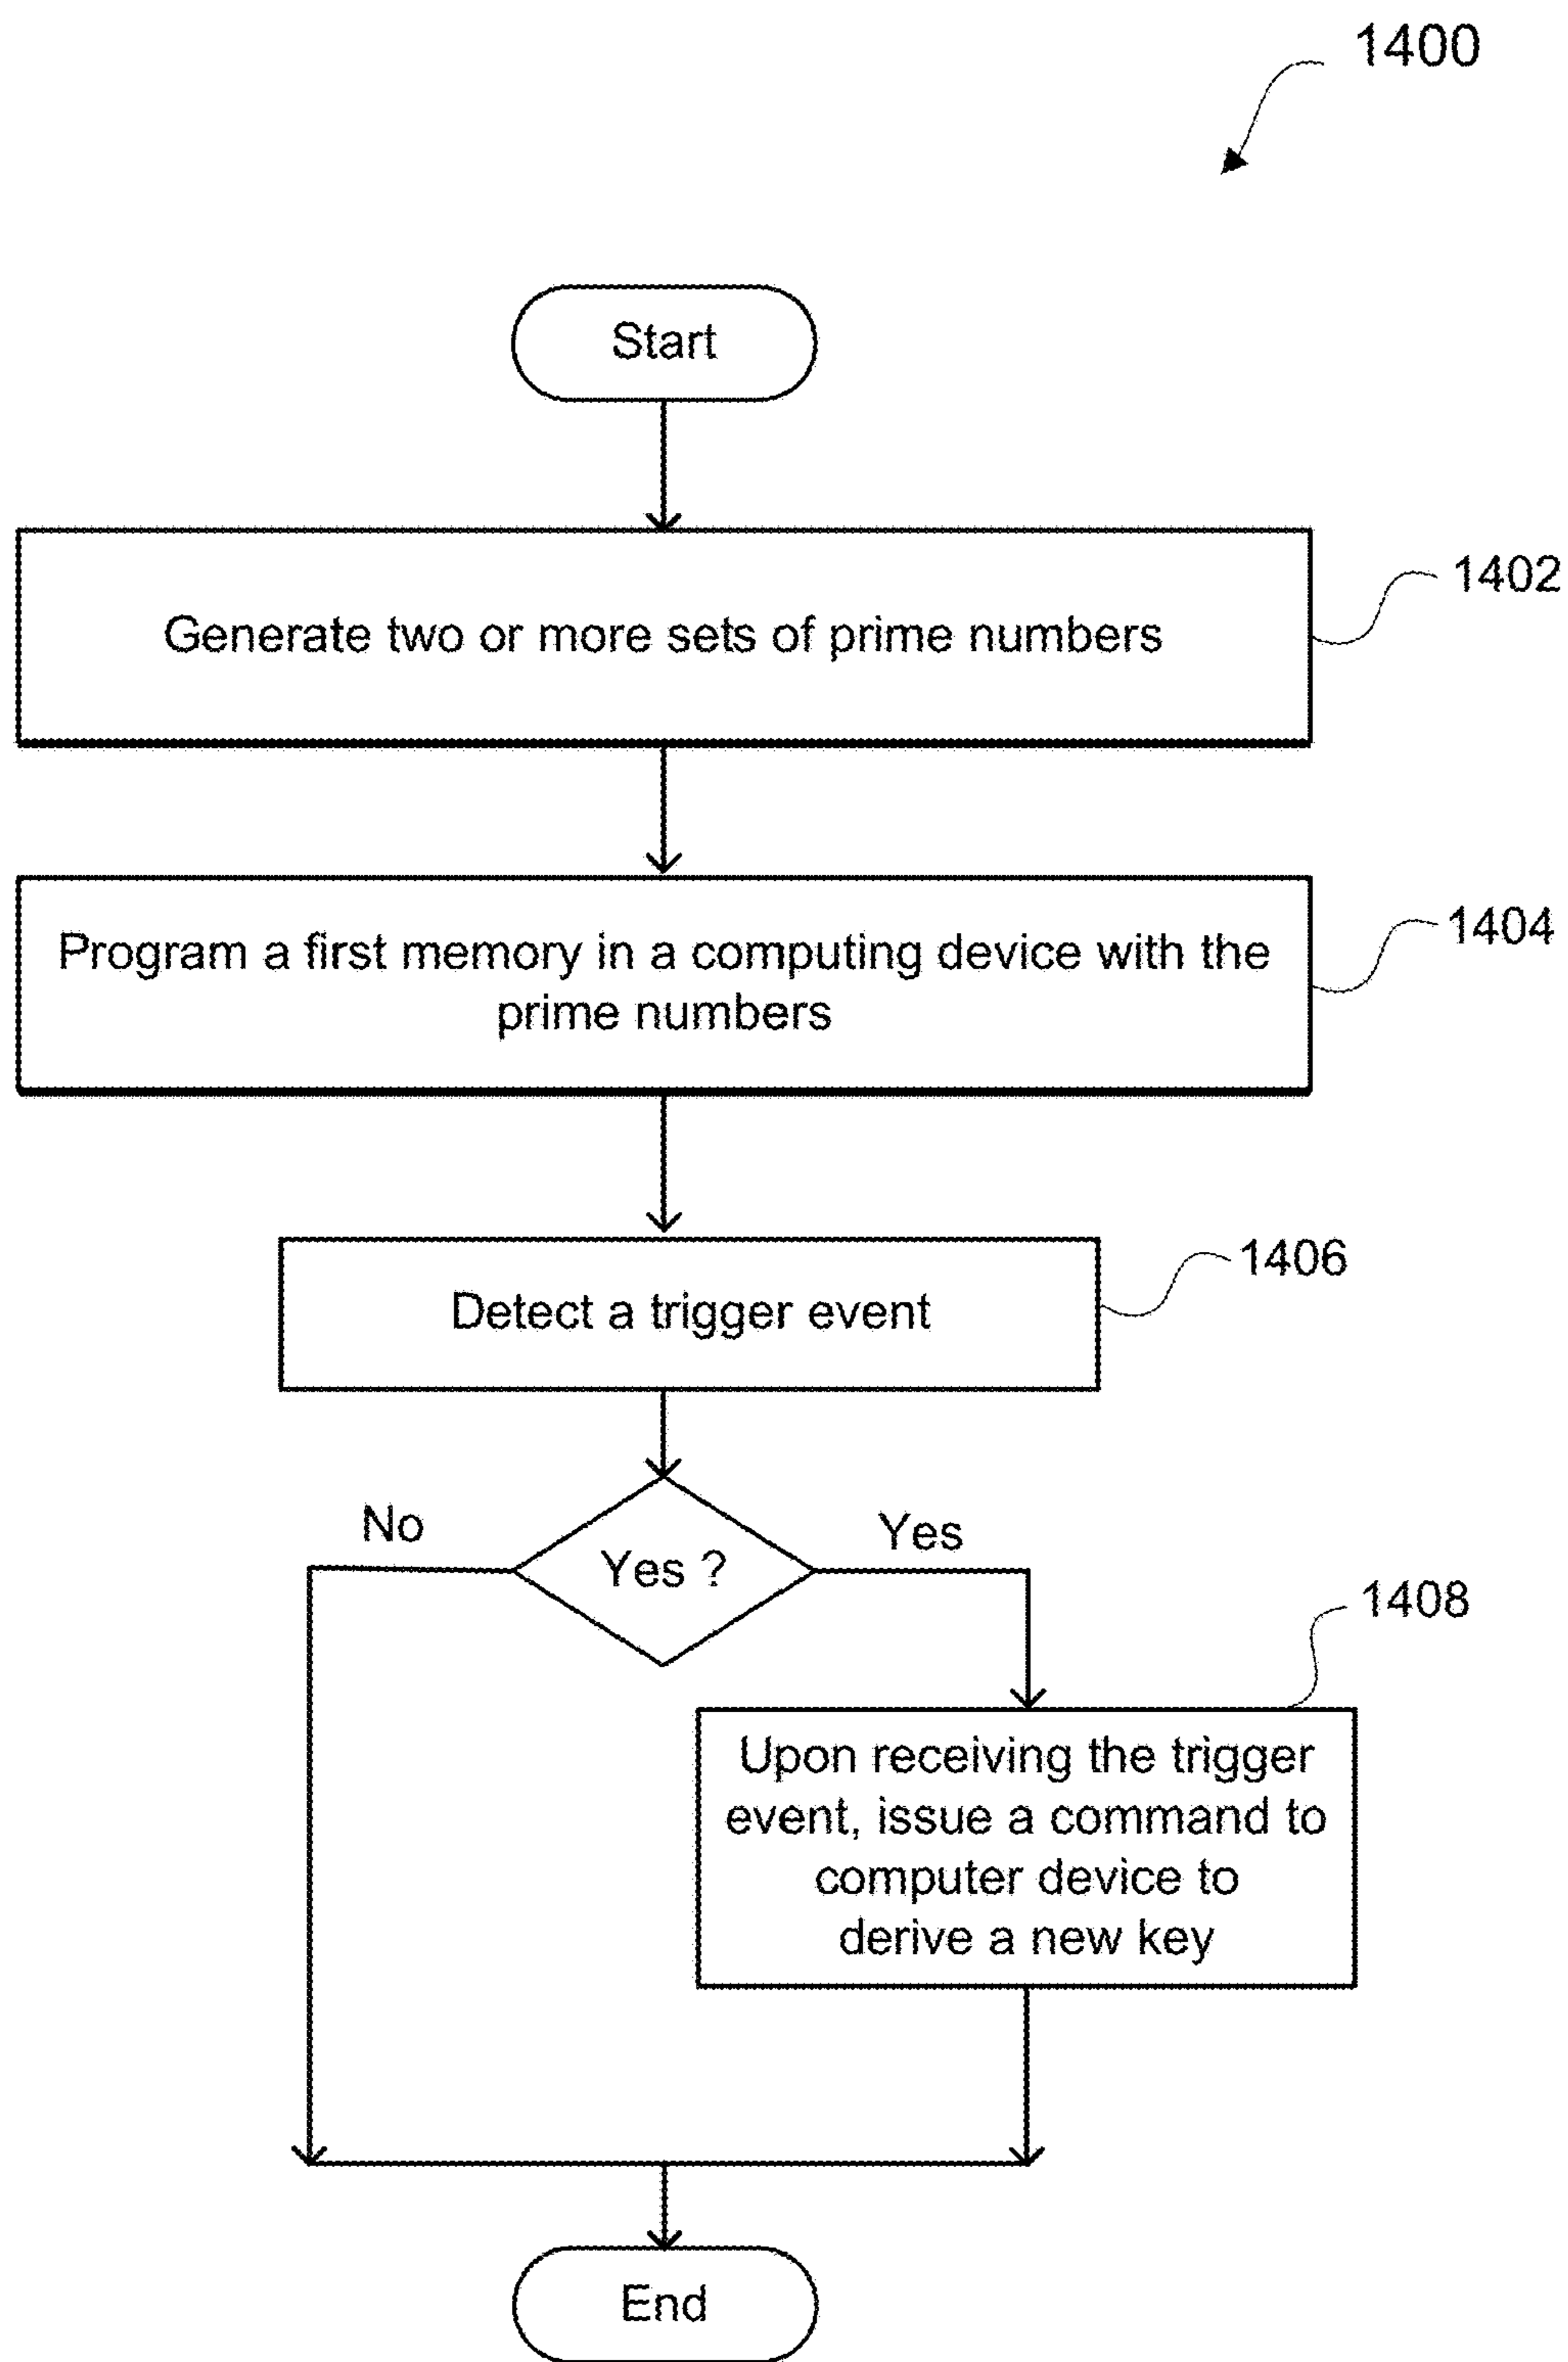 1400
Start
Generate two or more sets of prime numbers
1402
Program a first memory in a computing device with the
prime numbers
1404
Detect a trigger event
1406
No
Yes ?
Yes
1408
Upon receiving the trigger
event, issue a command to
computer device to
derive a new key
End